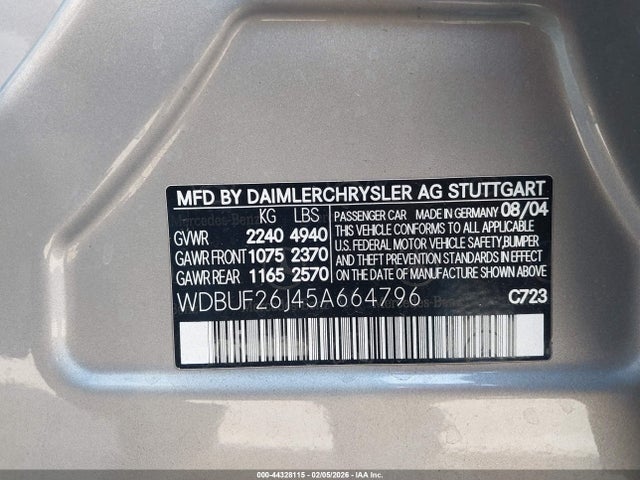 MFD BY DAIMLERCHRYSLER AG STUTTGART
KG LBS
GVWR 2240 4940
GAWR FRONT 1075 2370
GAWR REAR 1165 2570
PASSENGER CAR MADE IN GERMANY 08/04
THIS VEHICLE CONFORMS TO ALL APPLICABLE
U.S. FEDERAL MOTOR VEHICLE SAFETY,BUMPER
AND THEFT PREVENTION STANDARDS IN EFFECT
ON THE DATE OF MANUFACTURE SHOWN ABOVE.
WDBUF26J45A664796
C723
000-44328115 - 02/05/2026 - IAA Inc.